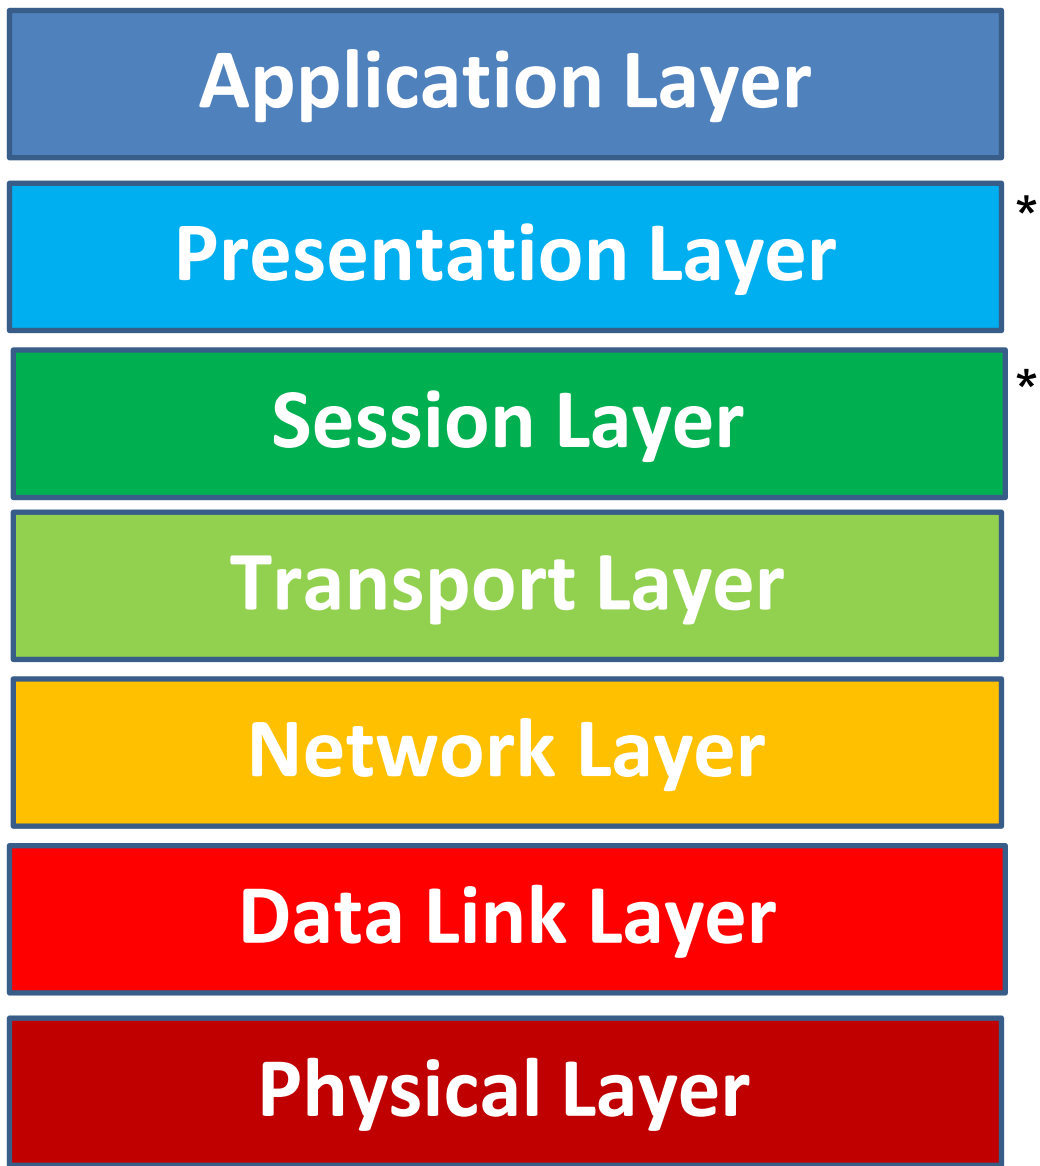 Application Layer
Presentation Layer *
Session Layer *
Transport Layer
Network Layer
Data Link Layer
Physical Layer